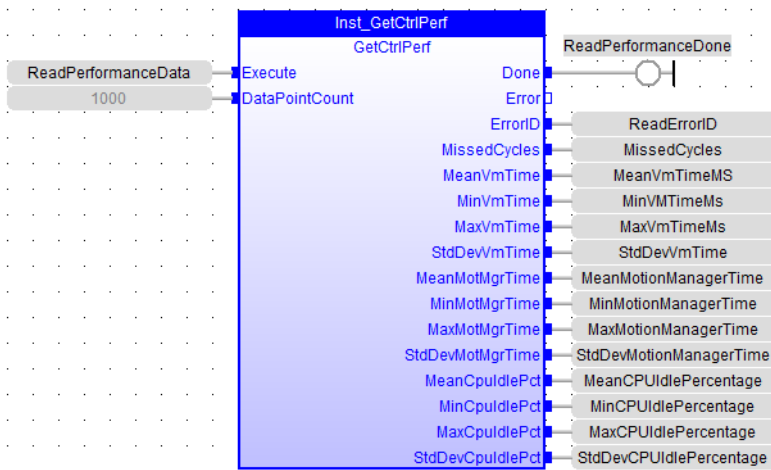 Inst_GetCtrlPerf
GetCtrlPerf
ReadPerformanceDone
ReadPerformanceData Execute Done
1000 DataPointCount Error
ErrorID ReadErrorID
MissedCycles MissedCycles
MeanVmTime MeanVmTimeMS
MinVmTime MinVMTimeMs
MaxVmTime MaxVmTimeMs
StdDevVmTime StdDevVmTime
MeanMotMgrTime MeanMotionManagerTime
MinMotMgrTime MinMotionManagerTime
MaxMotMgrTime MaxMotionManagerTime
StdDevMotMgrTime StdDevMotionManagerTime
MeanCpuIdlePct MeanCPUIdlePercentage
MinCpuIdlePct MinCPUIdlePercentage
MaxCpuIdlePct MaxCPUIdlePercentage
StdDevCpuIdlePct StdDevCPUIdlePercentage